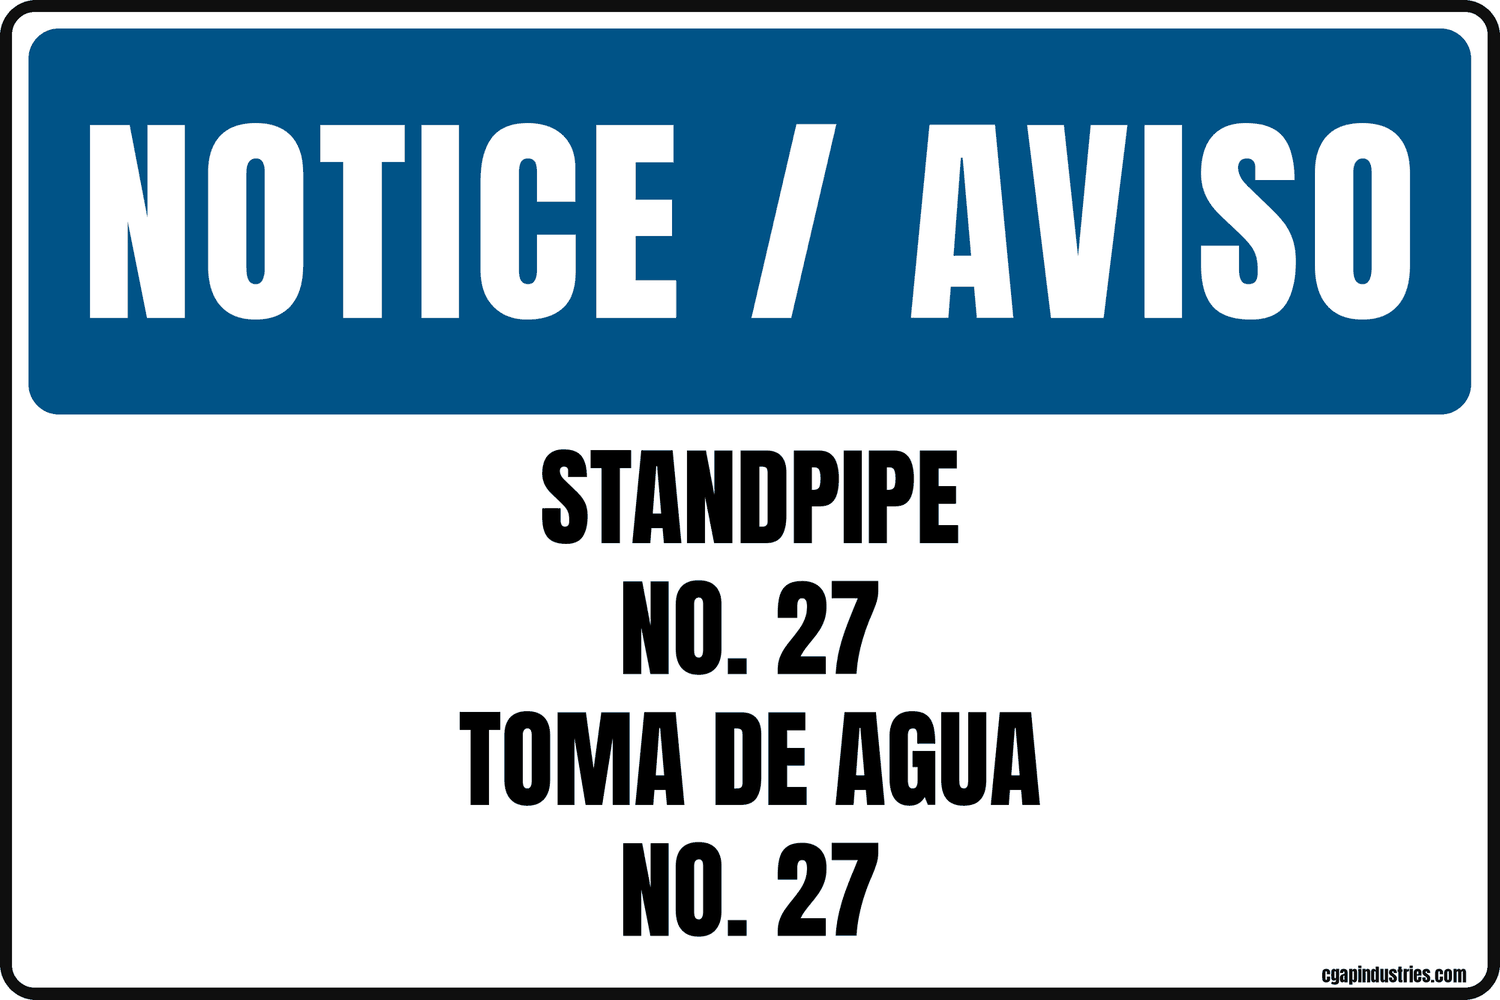 NOTICE / AVISO
STANDPIPE
NO. 27
TOMA DE AGUA
NO. 27
cgapindustries.com